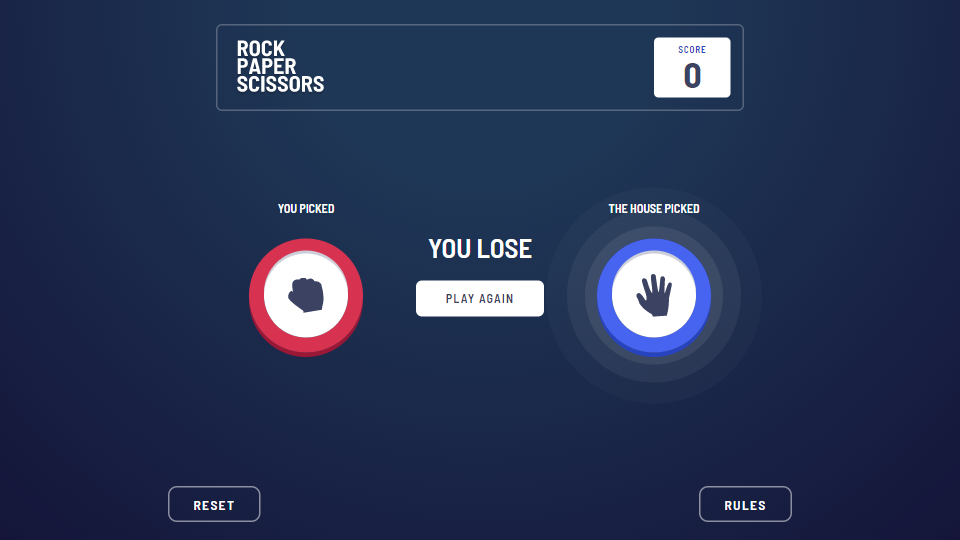 ROCK
PAPER
SCISSORS
SCORE
0
YOU PICKED
THE HOUSE PICKED
YOU LOSE
PLAY AGAIN
RESET
RULES